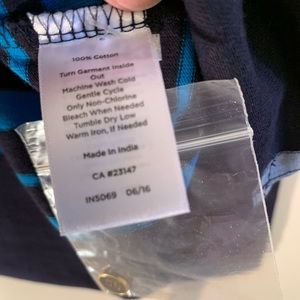 100% Cotton
Turn Garment Inside
Out
Machine Wash Cold
Gentle Cycle
Only Non-Chlorine
Bleach When Needed
Tumble Dry Low
Warm Iron, If Needed
Made In India
CA #23147
IN5069 06/16